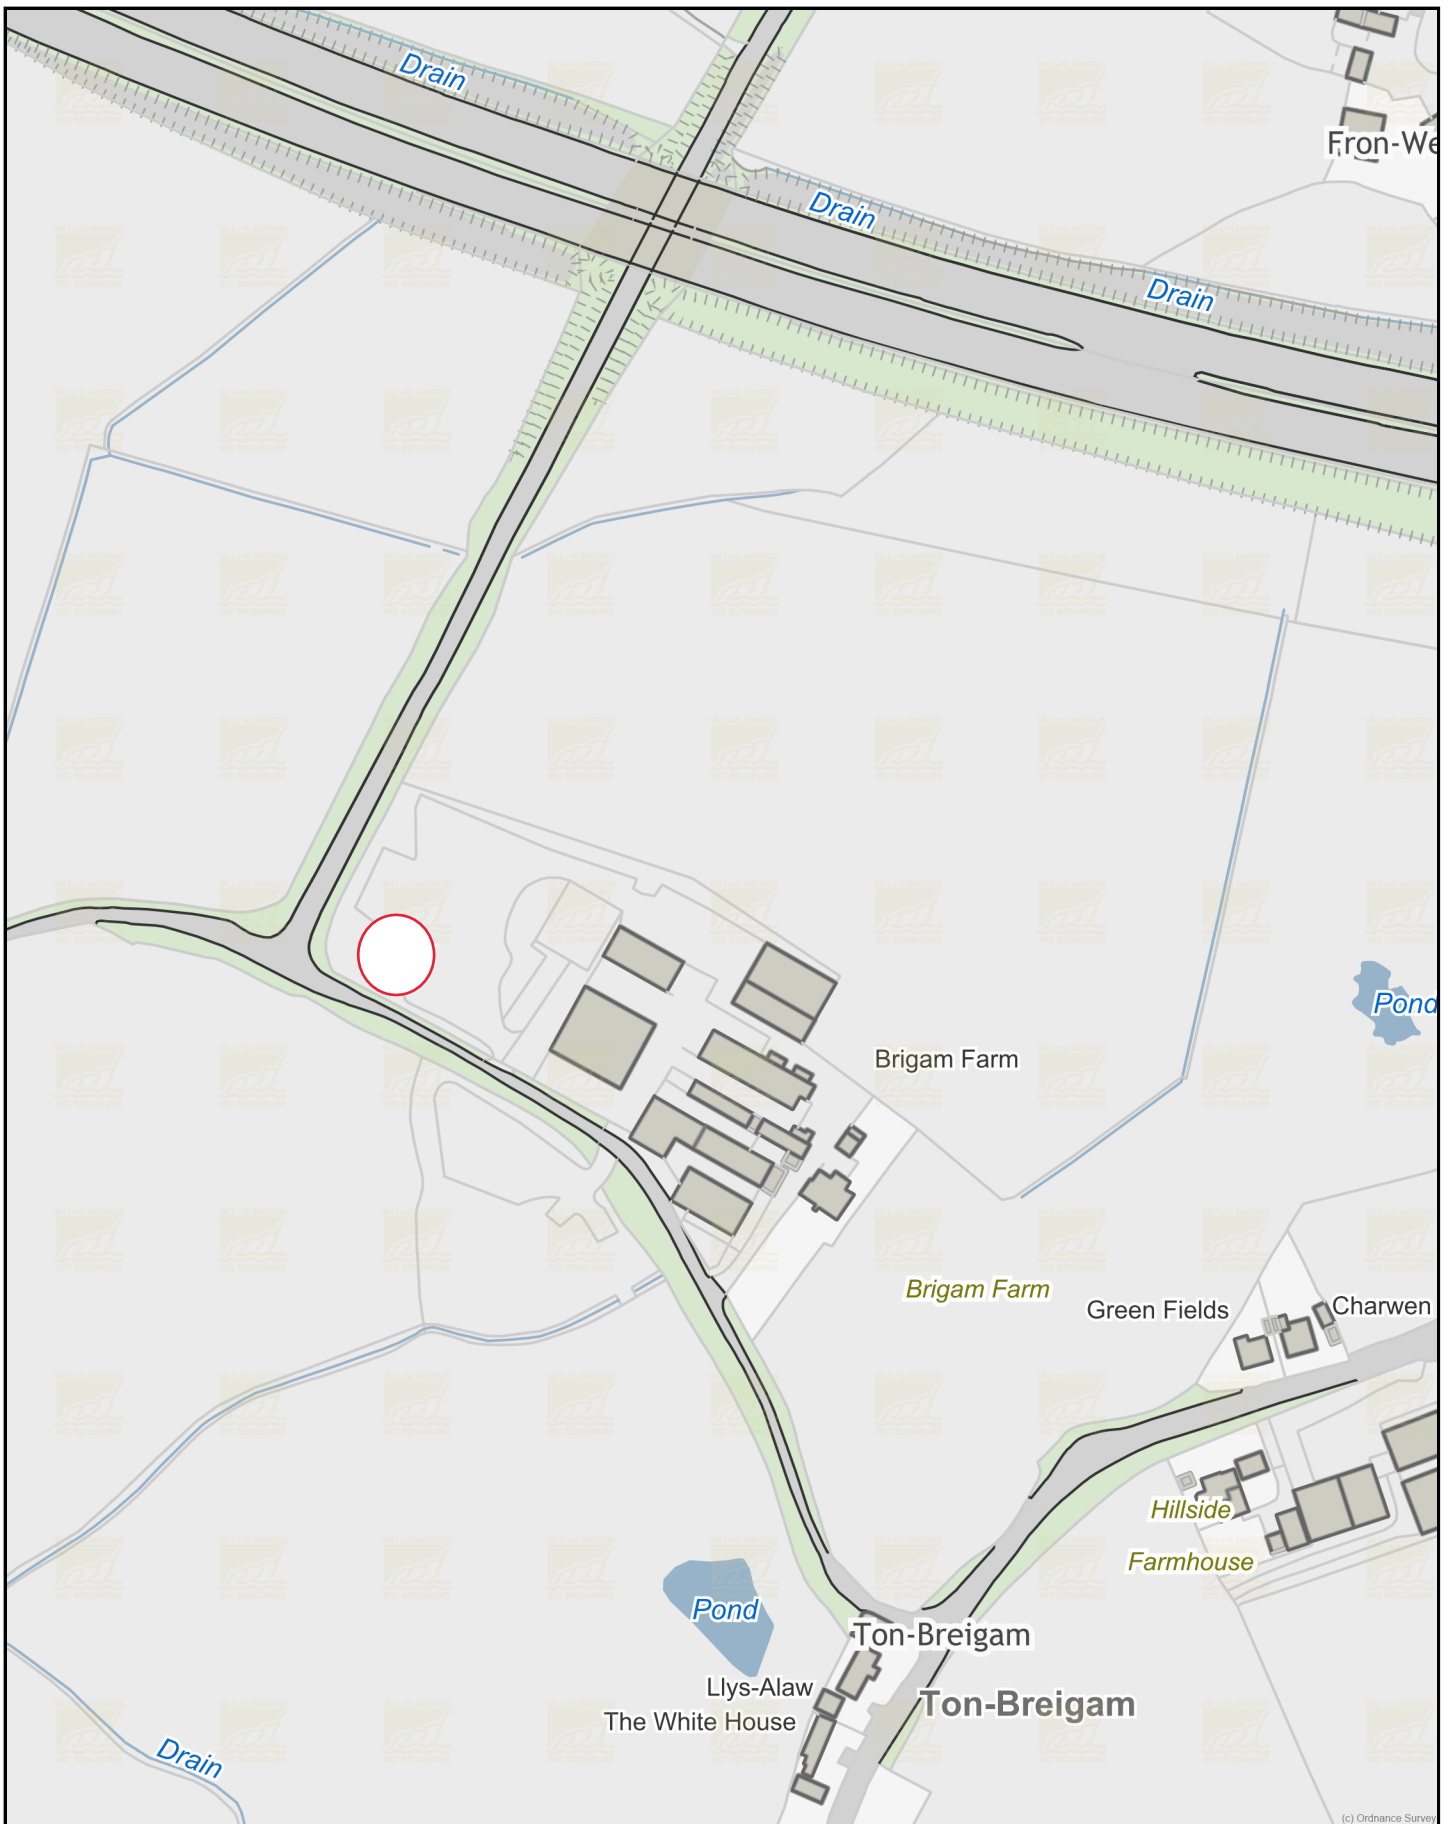 Drain
Fron-We
Drain
Drain
Pond
Brigam Farm
Brigam Farm
Green Fields
Charwen
Hillside
Farmhouse
Pond
Ton-Breigam
Llys-Alaw
Ton-Breigam
The White House
Drain
(c) Ordnance Survey